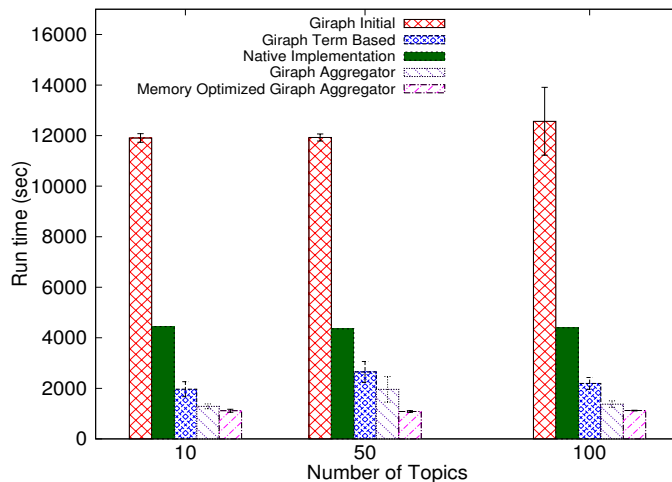 Giraph Initial
Giraph Term Based
Native Implementation
Giraph Aggregator
Memory Optimized Giraph Aggregator
16000
14000
12000
10000
8000
6000
4000
2000
0
Run time (sec)
10
50
100
Number of Topics